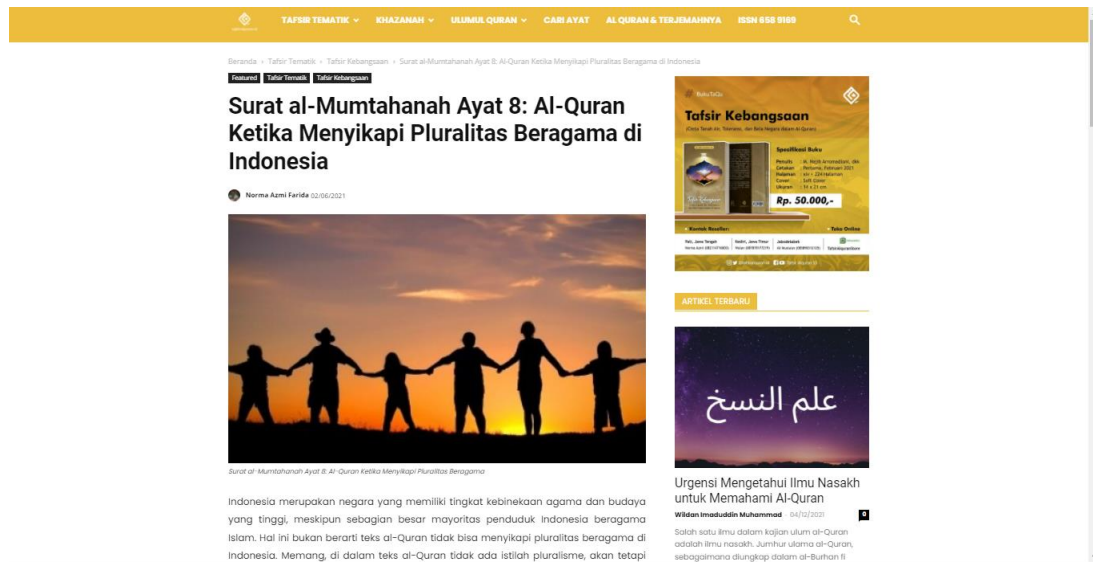 TAFSIR TEMATIK KHAZANAH ULUMUL QURAN CARI AYAT AL QURAN & TERJEMAHNYA ISSN 658 9169
Beranda › Tafsir Tematik › Tafsir Kebangsaan › Surat al-Mumtahanah Ayat 8: Al-Quran Ketika Menyikapi Pluralitas Beragama di Indonesia
Featured Tafsir Tematik Tafsir Kebangsaan
Surat al-Mumtahanah Ayat 8: Al-Quran
Ketika Menyikapi Pluralitas Beragama di
Indonesia
Norma Azmi Farida 02/06/2021
Surat al-Mumtahanah Ayat 8: Al-Quran Ketika Menyikapi Pluralitas Beragama
Indonesia merupakan negara yang memiliki tingkat kebinekaan agama dan budaya
yang tinggi, meskipun sebagian besar mayoritas penduduk Indonesia beragama
Islam. Hal ini bukan berarti teks al-Quran tidak bisa menyikapi pluralitas beragama di
Indonesia. Memang, di dalam teks al-Quran tidak ada istilah pluralisme, akan tetapi
Tafsir Kebangsaan
Spesifikasi Buku
Rp. 50.000,-
Kontak Reseller:
Toko Online
ARTIKEL TERBARU
علم النسخ
Urgensi Mengetahui Ilmu Nasakh
untuk Memahami Al-Quran
Wildan Imaduddin Muhammad - 04/12/2021 0
Salah satu ilmu dalam kajian ulum al-Quran
adalah ilmu nasakh. Jumhur ulama al-Quran,
sebagaimana diungkap dalam al-Burhan fi